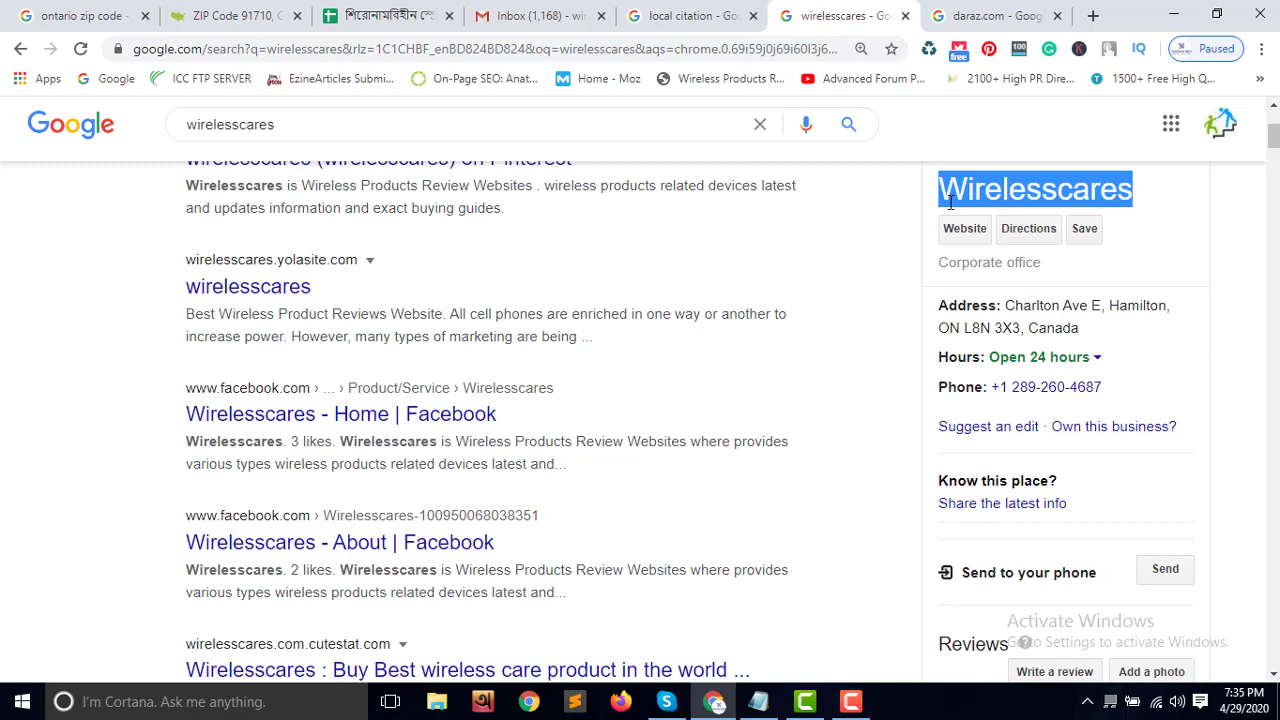 ontario zip code -
ZIP Code 91710, C
শিরোনামবিহীন স্প্রে
Inbox (1,168) - wir
local citation - Go
wirelesscares - Goo
daraz.com - Goog
google.com/search?q=wirelesscares&rlz=1C1CHBF_enBD824BD824&oq=wirelesscares&aqs=chrome.0.69i59j0j69i60l3j6...
free
100
IQ
Paused
Apps
Google
ICC FTP SERVER
EzineArticles Submi...
On-Page SEO: Anat...
Home - Moz
Wireless Products R...
Advanced Forum P...
2100+ High PR Dire...
1500+ Free High Q...
Google
wirelesscares
wirelesscares (wirelesscares) on Pinterest
Wirelesscares is Wireless Products Review Websites . wireless products related devices latest
and updates information and exact buying guides.
wirelesscares.yolasite.com
wirelesscares
Best Wireless Product Reviews Website. All cell phones are enriched in one way or another to
increase power. However, many types of marketing are being ...
www.facebook.com › ... › Product/Service › Wirelesscares
Wirelesscares - Home | Facebook
Wirelesscares. 3 likes. Wirelesscares is Wireless Products Review Websites where provides
various types wireless products related devices latest and...
www.facebook.com › Wirelesscares-100950068038351
Wirelesscares - About | Facebook
Wirelesscares. 2 likes. Wirelesscares is Wireless Products Review Websites where provides
various types wireless products related devices latest and...
wirelesscares.com.cutestat.com
Wirelesscares : Buy Best wireless care product in the world ...
Wirelesscares
Website
Directions
Save
Corporate office
Address: Charlton Ave E, Hamilton,
ON L8N 3X3, Canada
Hours: Open 24 hours
Phone: +1 289-260-4687
Suggest an edit · Own this business?
Know this place?
Share the latest info
Send to your phone
Send
Activate Windows
Go to Settings to activate Windows.
Reviews
Write a review
Add a photo
I'm Cortana. Ask me anything.
7:35 PM
4/29/2020